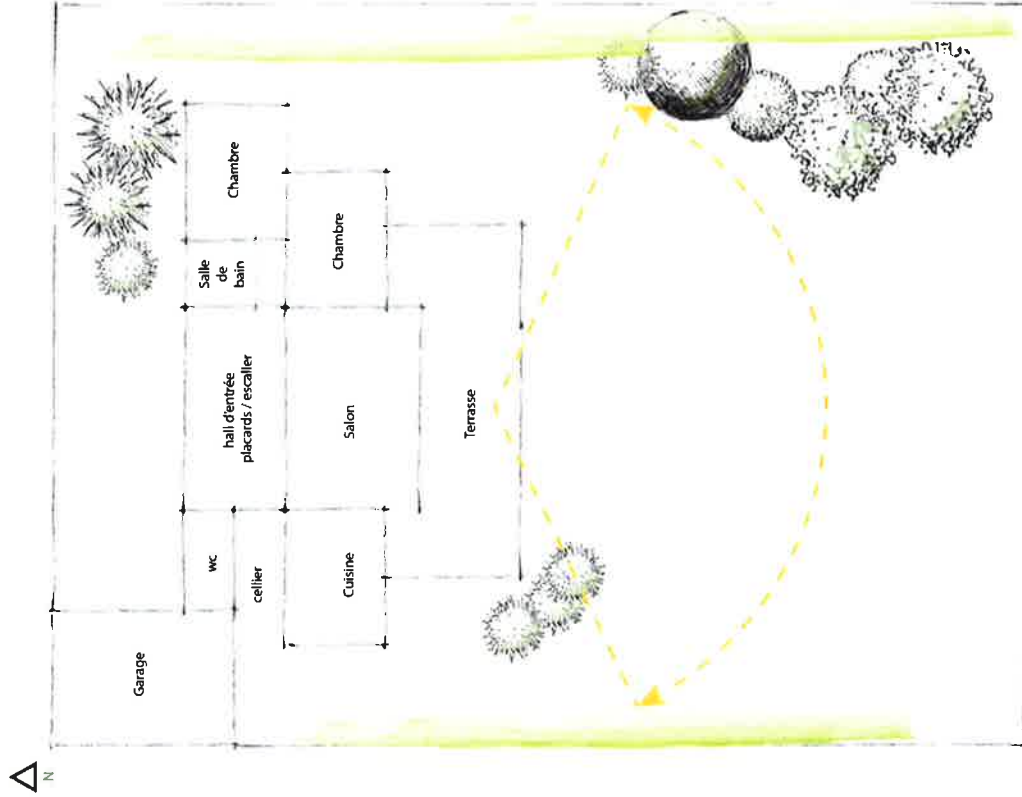 N
Garage
wc
cellier
Cuisine
hall d'entrée
placards / escalier
Salon
Terrasse
Salle
de
bain
Chambre
Chambre